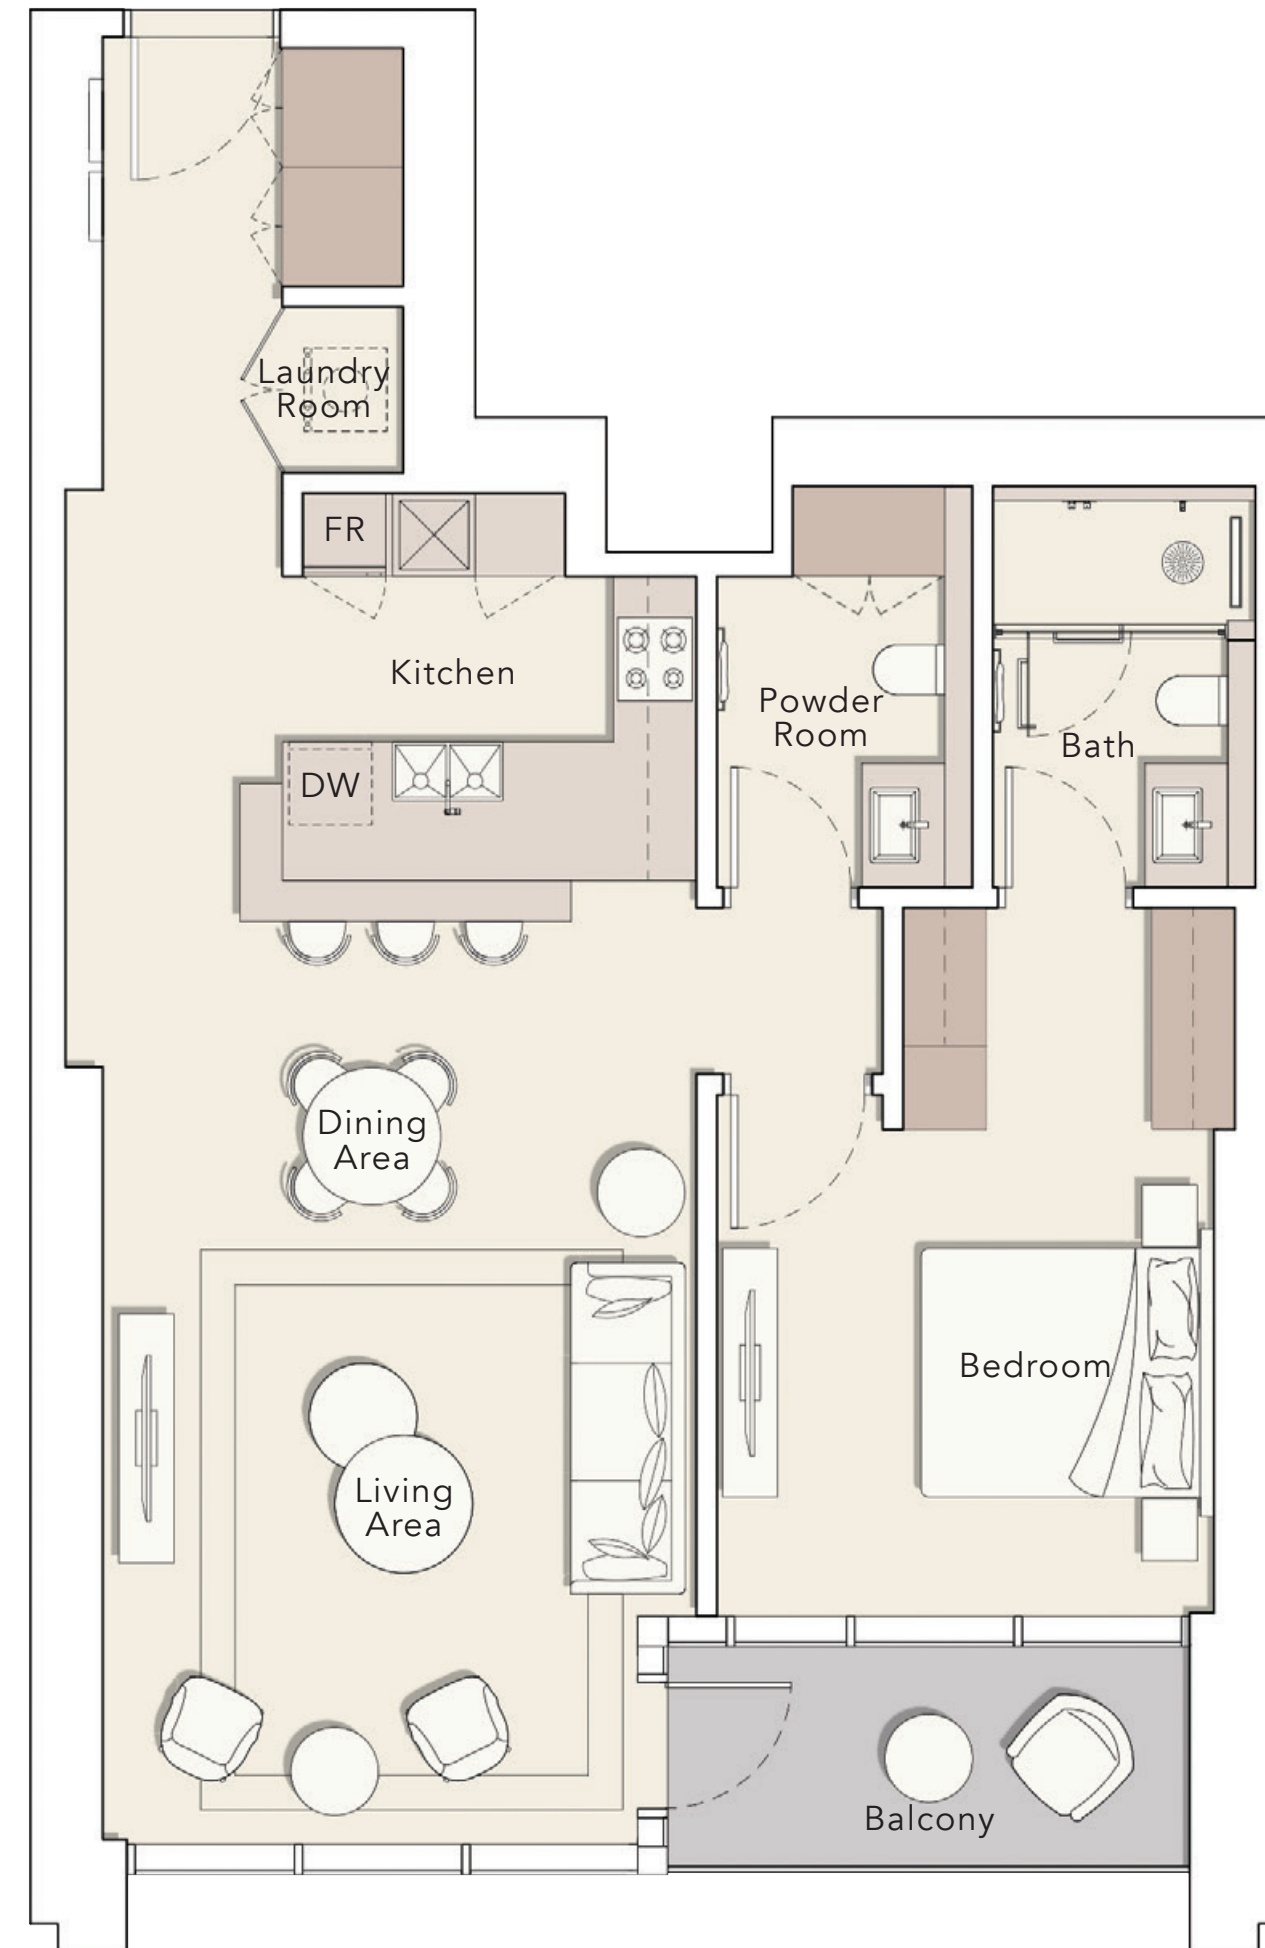 Laundry
Room
FR
Kitchen
Powder
Room
Bath
DW
Dining
Area
Bedroom
Living
Area
Balcony